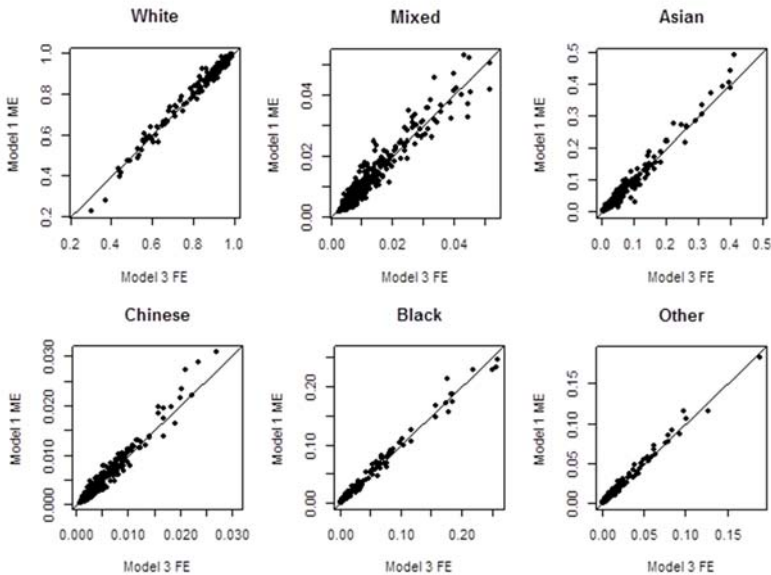 White
Mixed
Asian
Model 1 ME
0.2 0.4 0.6 0.8 1.0
0.2 0.4 0.6 0.8 1.0
Model 3 FE
Model 1 ME
0.00 0.02 0.04
0.00 0.02 0.04
Model 3 FE
Model 1 ME
0.0 0.1 0.2 0.3 0.4 0.5
0.0 0.1 0.2 0.3 0.4 0.5
Model 3 FE
Chinese
Black
Other
Model 1 ME
0.000 0.010 0.020 0.030
0.000 0.010 0.020 0.030
Model 3 FE
Model 1 ME
0.00 0.10 0.20
0.00 0.10 0.20
Model 3 FE
Model 1 ME
0.00 0.05 0.15
0.00 0.05 0.15
Model 3 FE